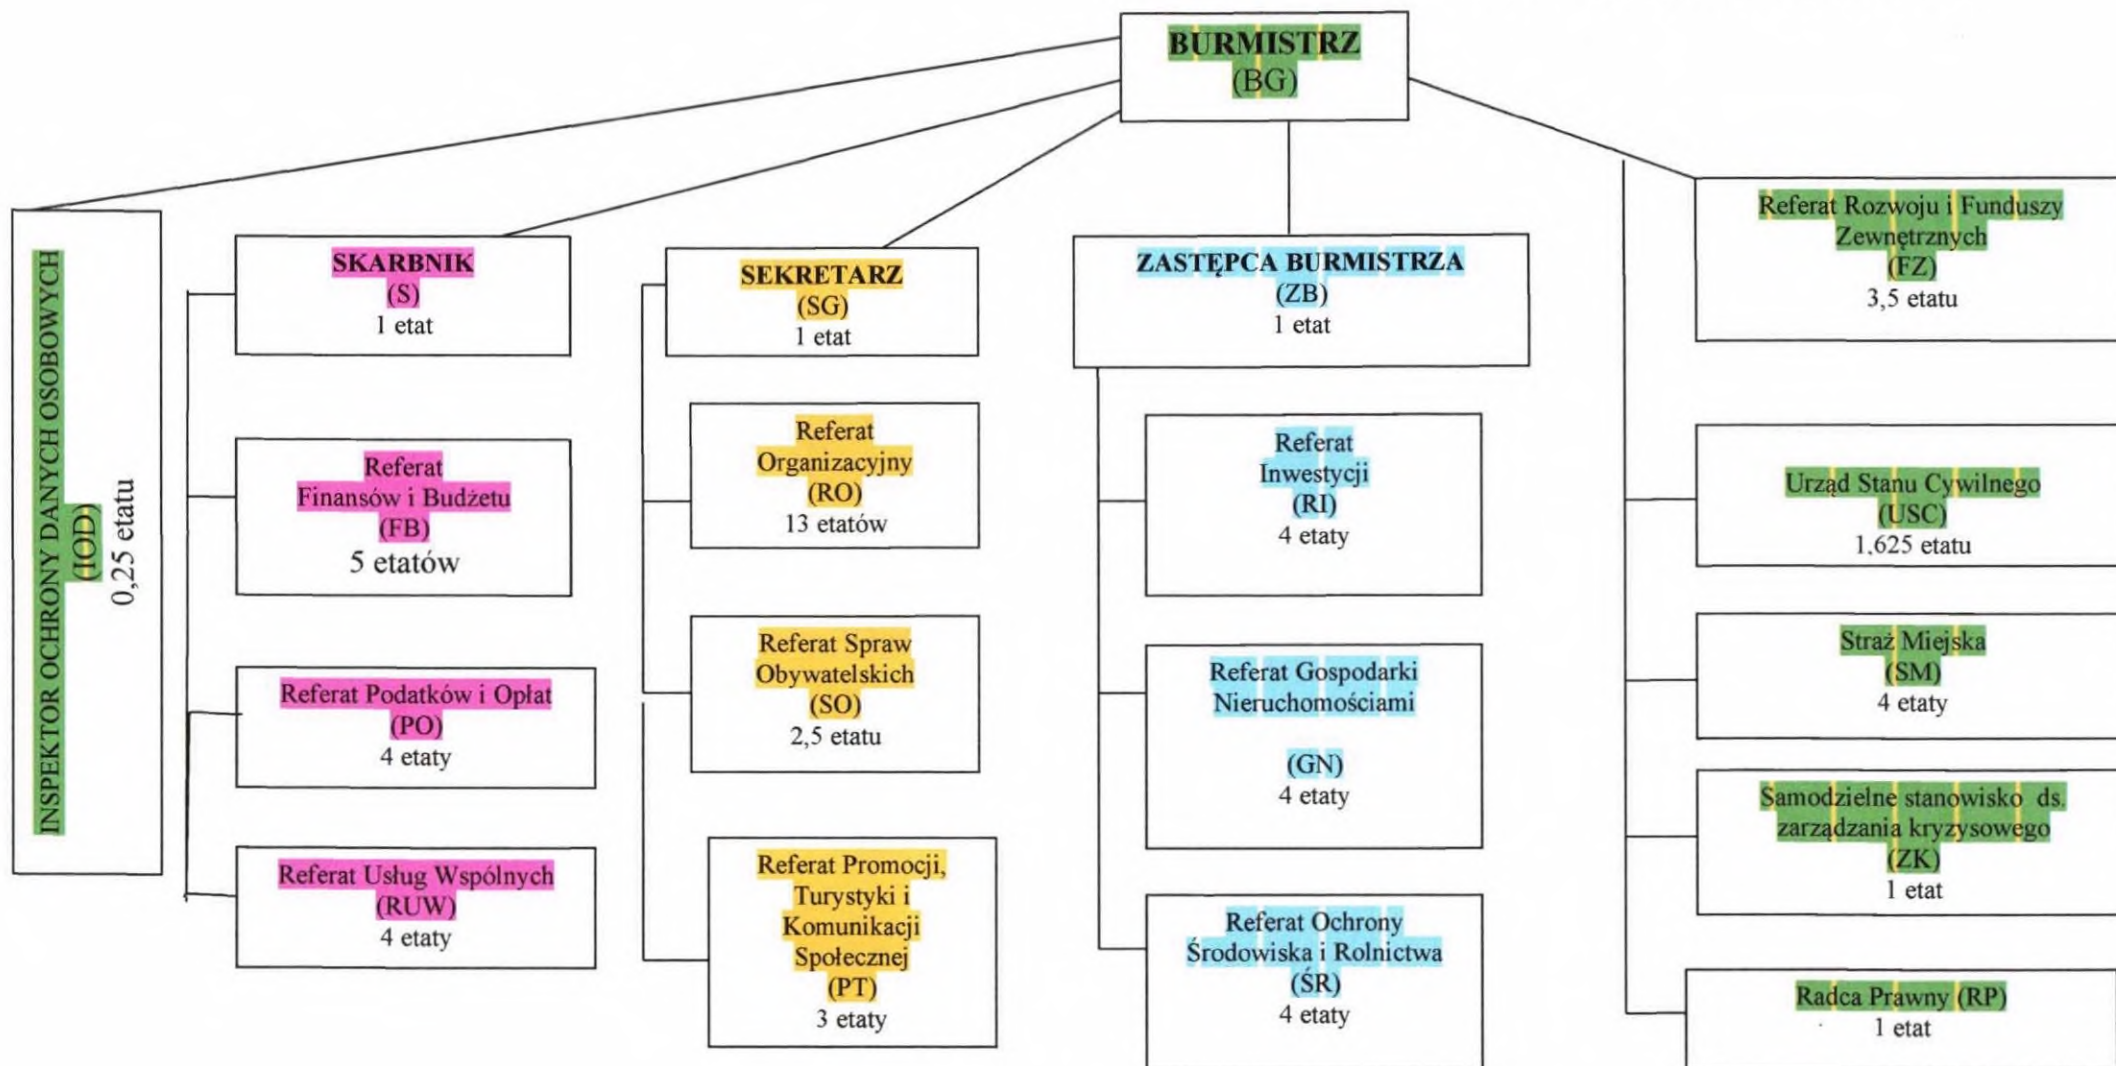 BURMISTRZ
(BG)
INSPEKTOR OCHRONY DANYCH OSOBOWYCH
(IOD)
0,25 etatu
SKARBNIK
(S)
1 etat
Referat
Finansów i Budżetu
(FB)
5 etatów
Referat Podatków i Opłat
(PO)
4 etaty
Referat Usług Wspólnych
(RUW)
4 etaty
SEKRETARZ
(SG)
1 etat
Referat
Organizacyjny
(RO)
13 etatów
Referat Spraw
Obywatelskich
(SO)
2,5 etatu
Referat Promocji,
Turystyki i
Komunikacji
Społecznej
(PT)
3 etaty
ZASTĘPCA BURMISTRZA
(ZB)
1 etat
Referat
Inwestycji
(RI)
4 etaty
Referat Gospodarki
Nieruchomościami
(GN)
4 etaty
Referat Ochrony
Środowiska i Rolnictwa
(ŚR)
4 etaty
Referat Rozwoju i Funduszy
Zewnętrznych
(FZ)
3,5 etatu
Urząd Stanu Cywilnego
(USC)
1,625 etatu
Straż Miejska
(SM)
4 etaty
Samodzielne stanowisko ds.
zarządzania kryzysowego
(ZK)
1 etat
Radca Prawny (RP)
1 etat